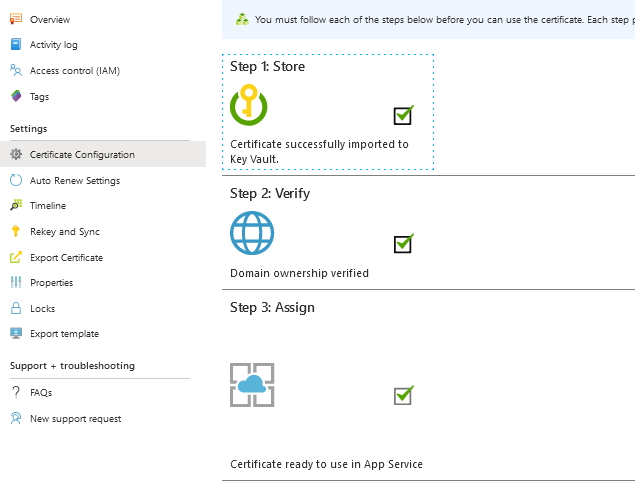 Overview
Activity log
Access control (IAM)
Tags
Settings
Certificate Configuration
Auto Renew Settings
Timeline
Rekey and Sync
Export Certificate
Properties
Locks
Export template
Support + troubleshooting
FAQs
New support request
You must follow each of the steps below before you can use the certificate. Each step
Step 1: Store
Certificate successfully imported to
Key Vault.
Step 2: Verify
Domain ownership verified
Step 3: Assign
Certificate ready to use in App Service